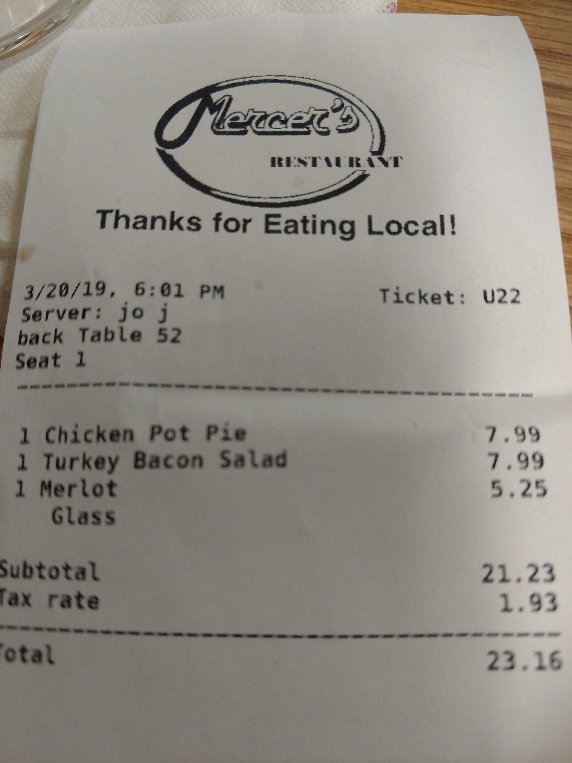 Mercer's
RESTAURANT
Thanks for Eating Local!
3/20/19, 6:01 PM Ticket: U22
Server: jo j
back Table 52
Seat 1
1 Chicken Pot Pie 7.99
1 Turkey Bacon Salad 7.99
1 Merlot 5.25
Glass
Subtotal 21.23
Tax rate 1.93
Total 23.16